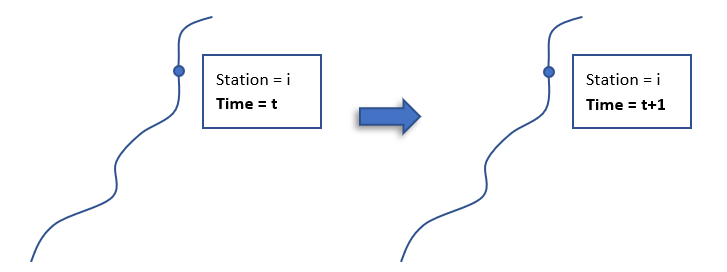 Station = i
Time = t
Station = i
Time = t+1